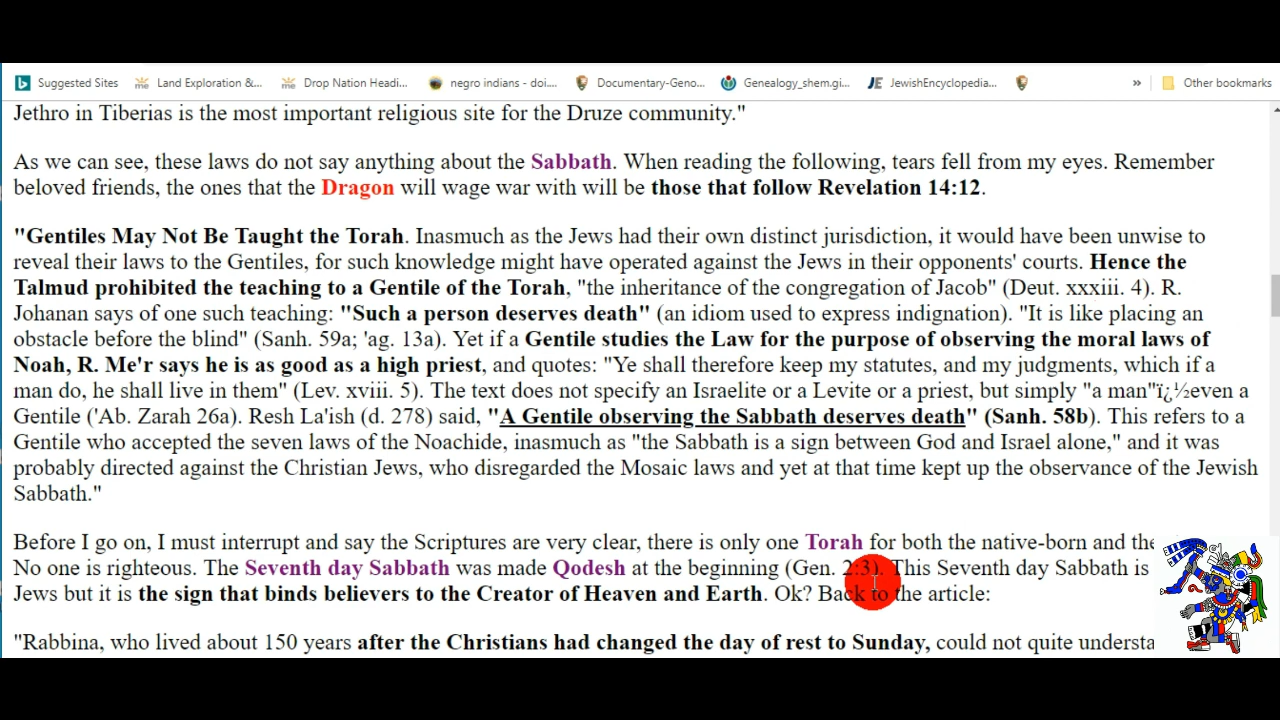 Suggested Sites Land Exploration &... Drop Nation Headi... negro indians - doi.... Documentary-Geno... Genealogy_shem.gi... JewishEncyclopedia... » Other bookmarks
Jethro in Tiberias is the most important religious site for the Druze community."
As we can see, these laws do not say anything about the Sabbath. When reading the following, tears fell from my eyes. Remember
beloved friends, the ones that the Dragon will wage war with will be those that follow Revelation 14:12.
"Gentiles May Not Be Taught the Torah. Inasmuch as the Jews had their own distinct jurisdiction, it would have been unwise to
reveal their laws to the Gentiles, for such knowledge might have operated against the Jews in their opponents' courts. Hence the
Talmud prohibited the teaching to a Gentile of the Torah, "the inheritance of the congregation of Jacob" (Deut. xxxiii. 4). R.
Johanan says of one such teaching: "Such a person deserves death" (an idiom used to express indignation). "It is like placing an
obstacle before the blind" (Sanh. 59a; 'ag. 13a). Yet if a Gentile studies the Law for the purpose of observing the moral laws of
Noah, R. Me'r says he is as good as a high priest, and quotes: "Ye shall therefore keep my statutes, and my judgments, which if a
man do, he shall live in them" (Lev. xviii. 5). The text does not specify an Israelite or a Levite or a priest, but simply "a man"ï¿½even a
Gentile ('Ab. Zarah 26a). Resh La'ish (d. 278) said, "A Gentile observing the Sabbath deserves death" (Sanh. 58b). This refers to a
Gentile who accepted the seven laws of the Noachide, inasmuch as "the Sabbath is a sign between God and Israel alone," and it was
probably directed against the Christian Jews, who disregarded the Mosaic laws and yet at that time kept up the observance of the Jewish
Sabbath."
Before I go on, I must interrupt and say the Scriptures are very clear, there is only one Torah for both the native-born and the
No one is righteous. The Seventh day Sabbath was made Qodesh at the beginning (Gen. 2:3). This Seventh day Sabbath is
Jews but it is the sign that binds believers to the Creator of Heaven and Earth. Ok? Back to the article:
"Rabbina, who lived about 150 years after the Christians had changed the day of rest to Sunday, could not quite understa